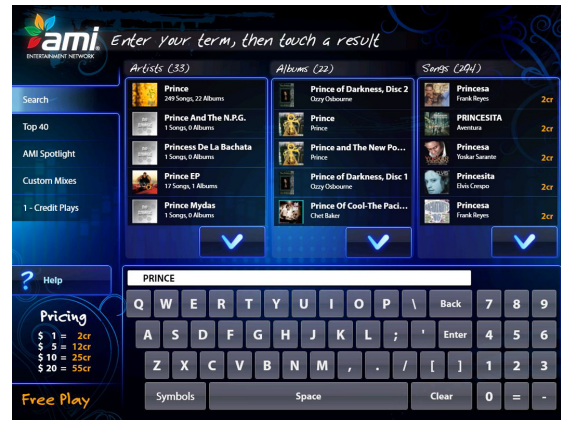 ami.
ENTERTAINMENT NETWORK
Enter your term, then touch a result
Artists (33)
Albums (22)
Songs (294)
Search
Top 40
AMI Spotlight
Custom Mixes
1 - Credit Plays
Prince
249 Songs, 22 Albums
Prince And The N.P.G.
1 Songs, 0 Albums
Princess De La Bachata
1 Songs, 0 Albums
Prince EP
17 Songs, 1 Albums
Prince Mydas
1 Songs, 0 Albums
Prince of Darkness, Disc 2
Ozzy Osbourne
Prince
Prince
Prince and The New Po...
Prince
Prince of Darkness, Disc 1
Ozzy Osbourne
Prince Of Cool-The Paci...
Chet Baker
Princesa
Frank Reyes
2cr
PRINCESITA
Aventura
2cr
Princesa
Yoskar Sarante
2cr
Princesita
Elvis Crespo
2cr
Princesa
Frank Reyes
2cr
? Help
Pricing
$ 1 = 2cr
$ 5 = 12cr
$ 10 = 25cr
$ 20 = 55cr
Free Play
PRINCE
Q W E R T Y U I O P \ Back 7 8 9
A S D F G H J K L ; ' Enter 4 5 6
Z X C V B N M , . / [ ] 1 2 3
Symbols Space Clear 0 = -